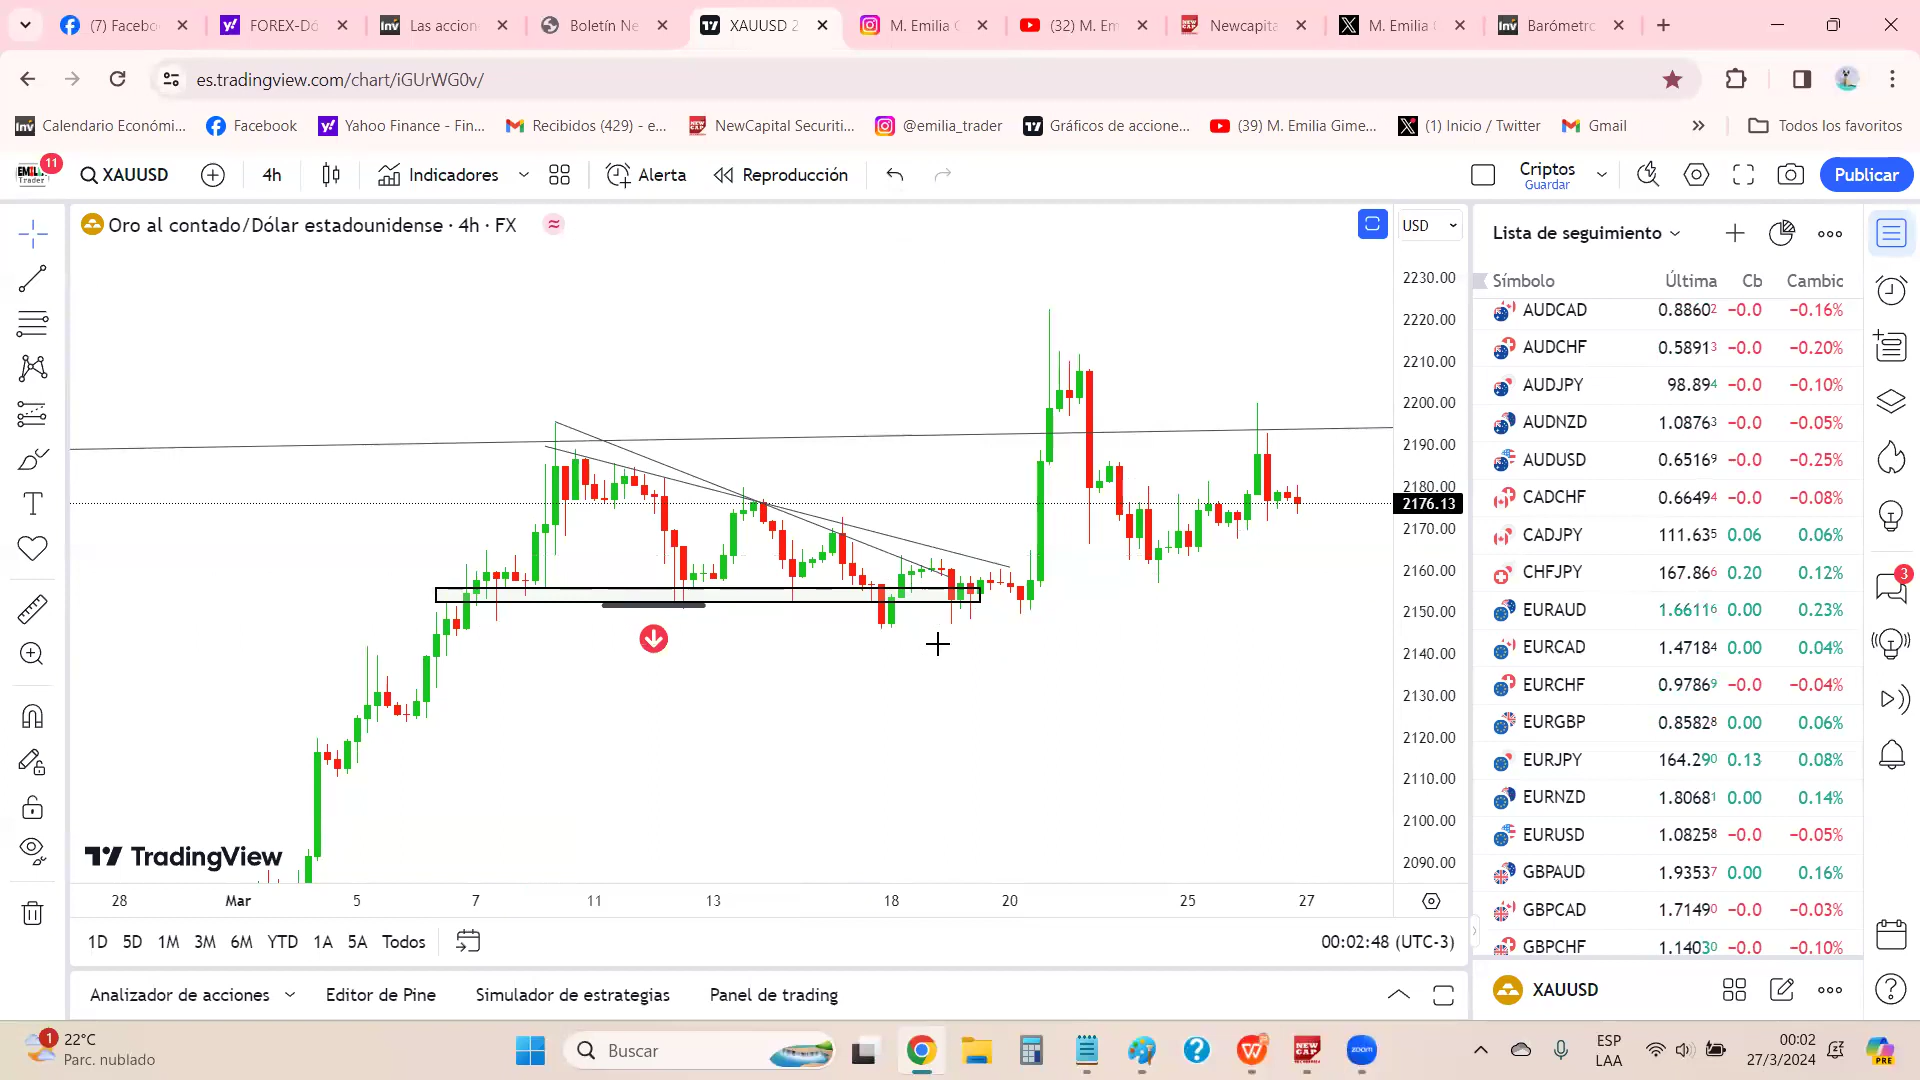 (7) Facebo
FOREX-Dó
Las accion
Boletín Ne
XAUUSD 2
M. Emilia G
(32) M. Em
Newcapita
M. Emilia
Barómetro
es.tradingview.com/chart/iGUrWG0v/
Calendario Económi...
Facebook
Yahoo Finance - Fin...
Recibidos (429) - e...
NewCapital Securiti...
@emilia_trader
Gráficos de accione...
(39) M. Emilia Gime...
(1) Inicio / Twitter
Gmail
Todos los favoritos
11
EMILIA
Trader
XAUUSD
4h
Indicadores
Alerta
Reproducción
Criptos
Guardar
Publicar
Oro al contado/Dólar estadounidense · 4h · FX
USD
2230.00
2220.00
2210.00
2200.00
2190.00
2180.00
2176.13
2170.00
2160.00
2150.00
2140.00
2130.00
2120.00
2110.00
2100.00
2090.00
TradingView
28 Mar 5 7 11 13 18 20 25 27
1D 5D 1M 3M 6M YTD 1A 5A Todos
00:02:48 (UTC-3)
Analizador de acciones
Editor de Pine
Simulador de estrategias
Panel de trading
Lista de seguimiento
Símbolo Última Cb Cambic
AUDCAD 0.88602 −0.0 −0.16%
AUDCHF 0.58913 −0.0 −0.20%
AUDJPY 98.894 −0.0 −0.10%
AUDNZD 1.08763 −0.0 −0.05%
AUDUSD 0.65169 −0.0 −0.25%
CADCHF 0.66494 −0.0 −0.08%
CADJPY 111.635 0.06 0.06%
CHFJPY 167.866 0.20 0.12%
EURAUD 1.66116 0.00 0.23%
EURCAD 1.47184 0.00 0.04%
EURCHF 0.97869 −0.0 −0.04%
EURGBP 0.85828 0.00 0.06%
EURJPY 164.290 0.13 0.08%
EURNZD 1.80681 0.00 0.14%
EURUSD 1.08258 −0.0 −0.05%
GBPAUD 1.93537 0.00 0.16%
GBPCAD 1.71490 −0.0 −0.03%
GBPCHF 1.14030 −0.0 −0.10%
XAUUSD
3
1
22°C
Parc. nublado
Buscar
zoom
ESP
LAA
00:02
27/3/2024
PRE